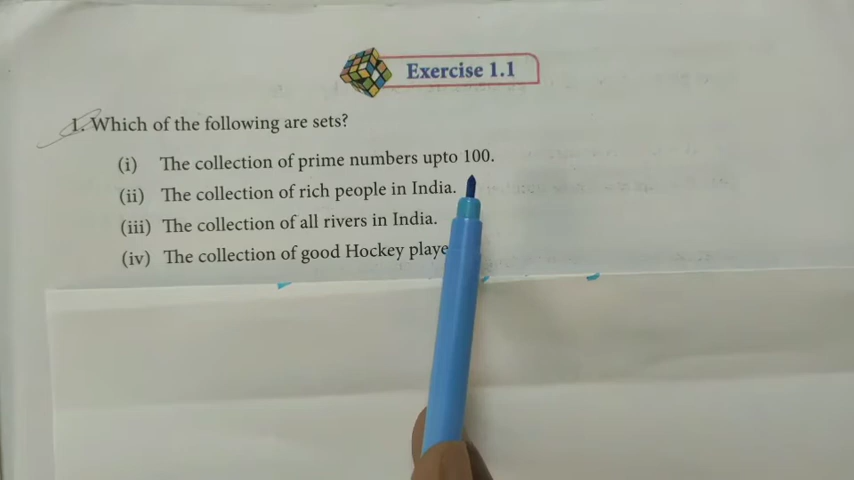 Exercise 1.1
1. Which of the following are sets?
(i) The collection of prime numbers upto 100.
(ii) The collection of rich people in India.
(iii) The collection of all rivers in India.
(iv) The collection of good Hockey playe